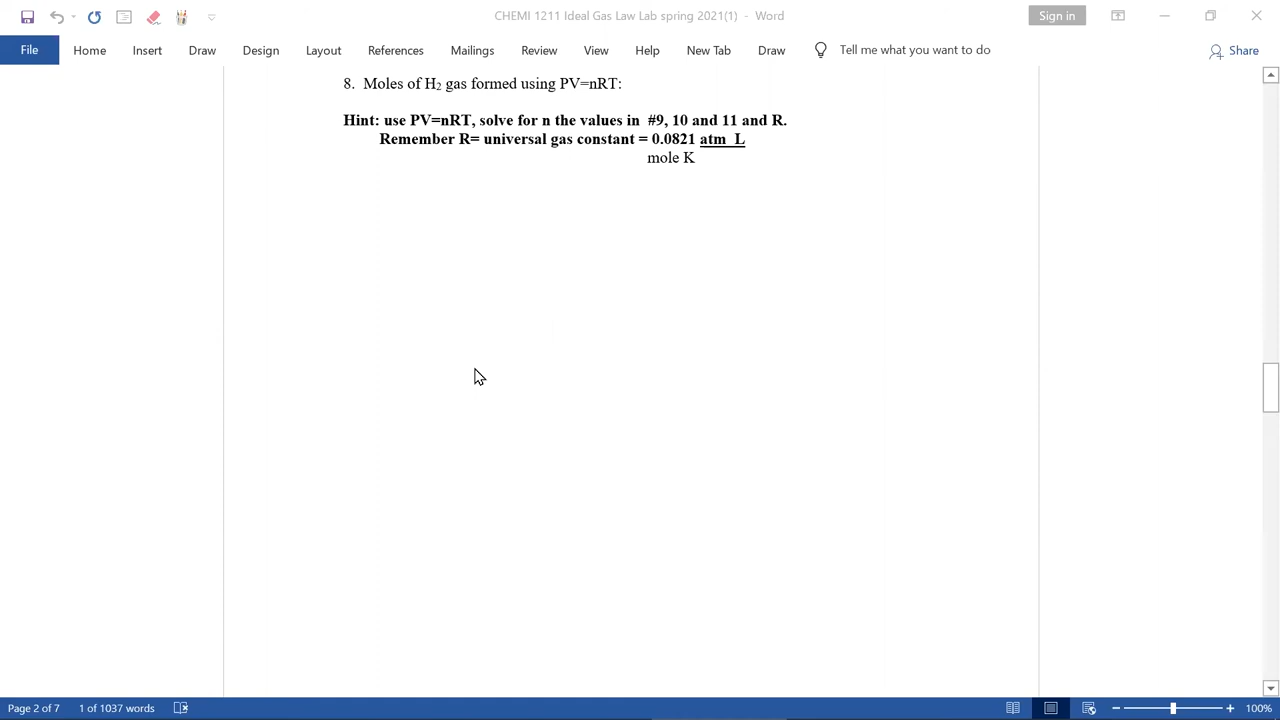 CHEMI 1211 Ideal Gas Law Lab spring 2021(1) - Word
Sign in
File Home Insert Draw Design Layout References Mailings Review View Help New Tab Draw Tell me what you want to do Share
8. Moles of H₂ gas formed using PV=nRT:
Hint: use PV=nRT, solve for n the values in #9, 10 and 11 and R.
Remember R= universal gas constant = 0.0821 atm L
mole K
Page 2 of 7 1 of 1037 words 100%